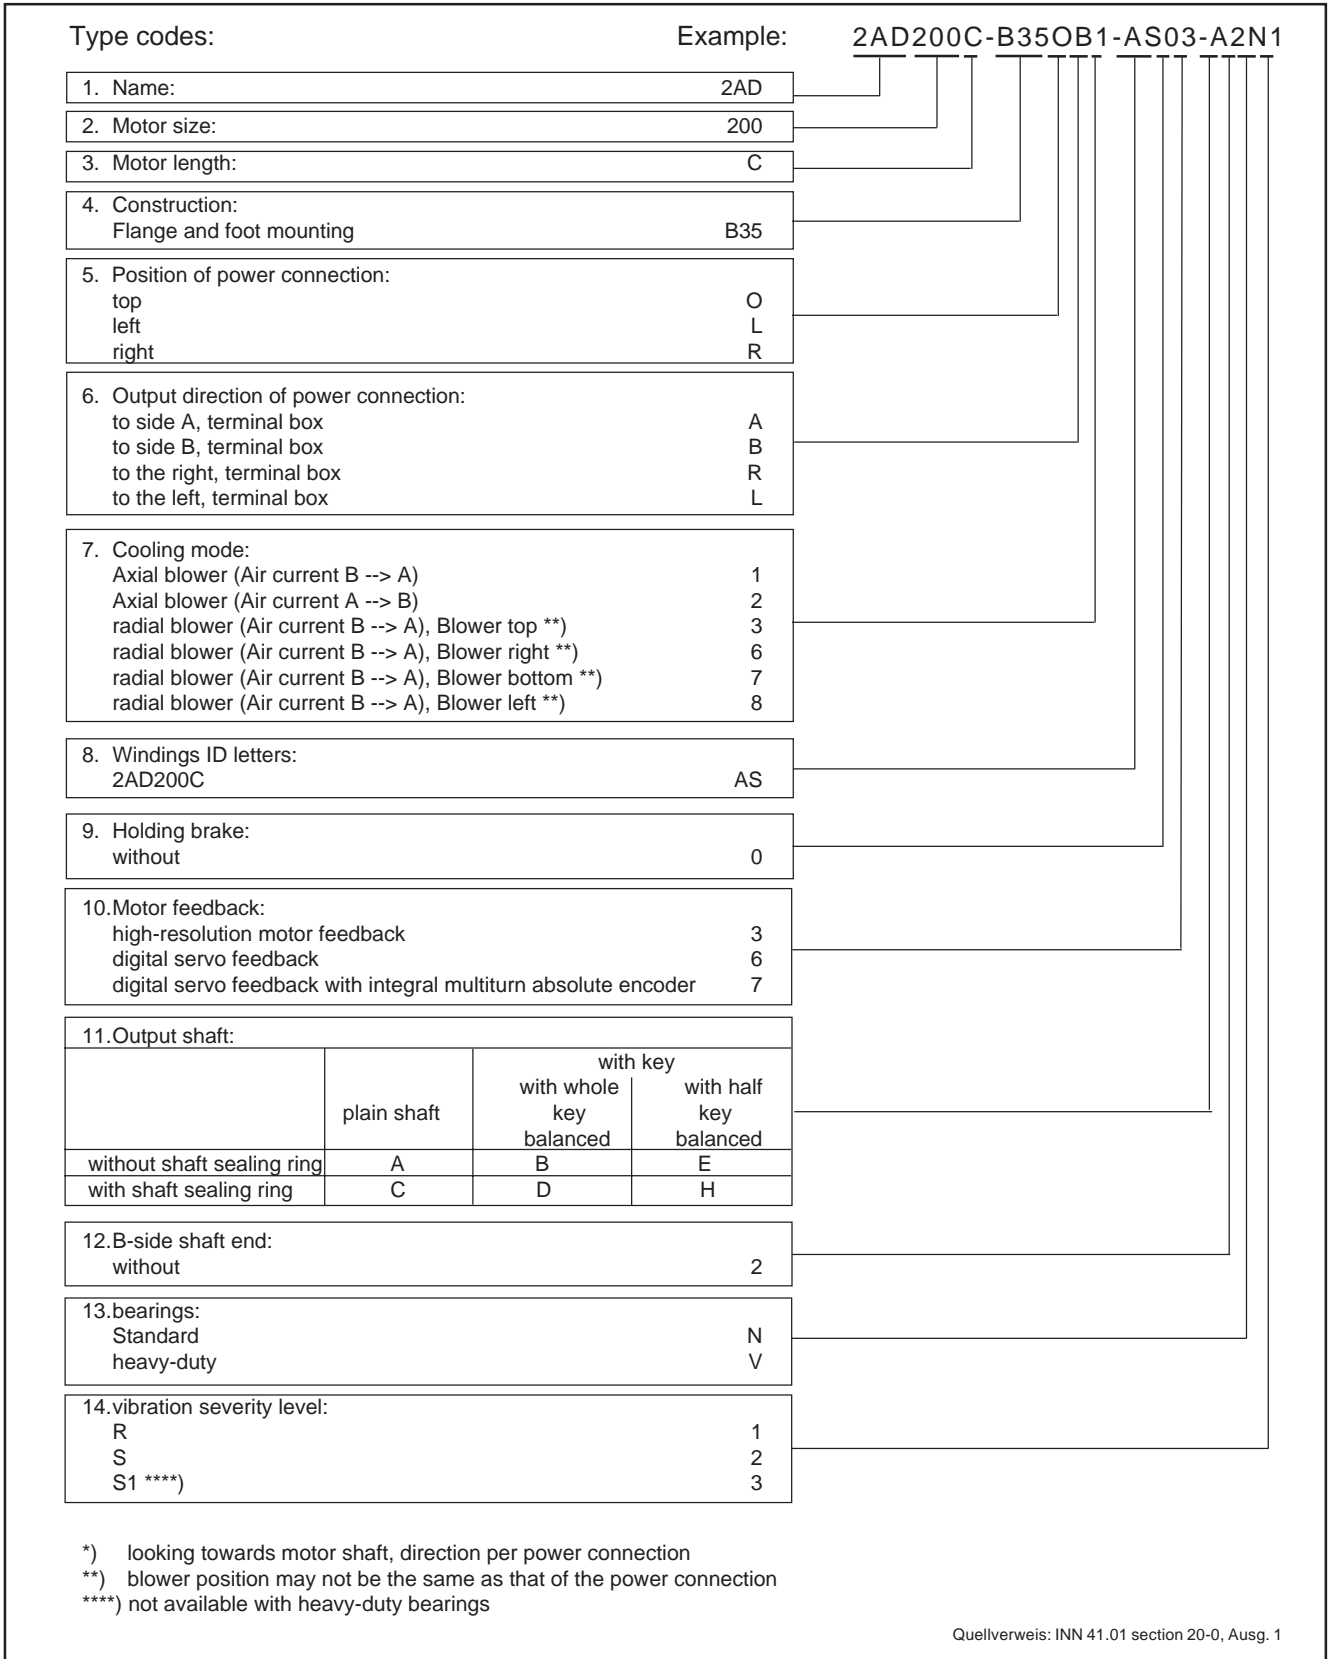 Type codes: Example: 2AD200C-B35OB1-AS03-A2N1
1. Name: 2AD
2. Motor size: 200
3. Motor length: C
4. Construction:
Flange and foot mounting B35
5. Position of power connection:
top O
left L
right R
6. Output direction of power connection:
to side A, terminal box A
to side B, terminal box B
to the right, terminal box R
to the left, terminal box L
7. Cooling mode:
Axial blower (Air current B --> A) 1
Axial blower (Air current A --> B) 2
radial blower (Air current B --> A), Blower top **) 3
radial blower (Air current B --> A), Blower right **) 6
radial blower (Air current B --> A), Blower bottom **) 7
radial blower (Air current B --> A), Blower left **) 8
8. Windings ID letters:
2AD200C AS
9. Holding brake:
without 0
10.Motor feedback:
high-resolution motor feedback 3
digital servo feedback 6
digital servo feedback with integral multiturn absolute encoder 7
11.Output shaft:
with key
with whole with half
plain shaft key key
balanced balanced
without shaft sealing ring A B E
with shaft sealing ring C D H
12.B-side shaft end:
without 2
13.bearings:
Standard N
heavy-duty V
14.vibration severity level:
R 1
S 2
S1 ****) 3
*) looking towards motor shaft, direction per power connection
**) blower position may not be the same as that of the power connection
****) not available with heavy-duty bearings
Quellverweis: INN 41.01 section 20-0, Ausg. 1